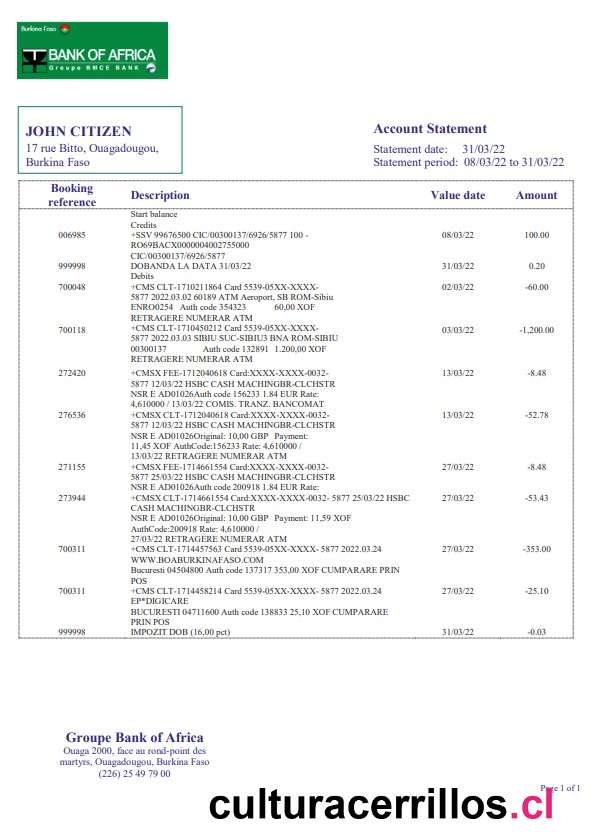 Burkina Faso
BANK OF AFRICA
Groupe BMCE BANK
JOHN CITIZEN
17 rue Bitto, Ouagadougou,
Burkina Faso
Account Statement
Statement date: 31/03/22
Statement period: 08/03/22 to 31/03/22
Booking reference Description Value date Amount
Start balance
Credits
006985 +SSV 99676500 CIC/00300137/6926/5877 100 - 08/03/22 100.00
RO69BACX0000004002755000
CIC/00300137/6926/5877
999998 DOBANDA LA DATA 31/03/22 31/03/22 0.20
Debits
700048 +CMS CLT-1710211864 Card 5539-05XX-XXXX- 02/03/22 -60.00
5877 2022.03.02 60189 ATM Aeroport, SB ROM-Sibiu
ENRO0254 Auth code 354323 60,00 XOF
RETRAGERE NUMERAR ATM
700118 +CMS CLT-1710450212 Card 5539-05XX-XXXX- 03/03/22 -1,200.00
5877 2022.03.03 SIBIU SUC-SIBIU3 BNA ROM-SIBIU
00300137 Auth code 132891 1.200,00 XOF
RETRAGERE NUMERAR ATM
272420 +CMSX FEE-1712040618 Card:XXXX-XXXX-0032- 13/03/22 -8.48
5877 12/03/22 HSBC CASH MACHINGBR-CLCHSTR
NSR E AD01026Auth code 156233 1.84 EUR Rate:
4,610000 / 13/03/22 COMIS. TRANZ. BANCOMAT
276536 +CMSX CLT-1712040618 Card:XXXX-XXXX-0032- 13/03/22 -52.78
5877 12/03/22 HSBC CASH MACHINGBR-CLCHSTR
NSR E AD01026Original: 10,00 GBP Payment:
11,45 XOF AuthCode:156233 Rate: 4,610000 /
13/03/22 RETRAGERE NUMERAR ATM
271155 +CMSX FEE-1714661554 Card:XXXX-XXXX-0032- 27/03/22 -8.48
5877 25/03/22 HSBC CASH MACHINGBR-CLCHSTR
NSR E AD01026Auth code 200918 1.84 EUR Rate:
273944 +CMSX CLT-1714661554 Card:XXXX-XXXX-0032- 5877 25/03/22 HSBC 27/03/22 -53.43
CASH MACHINGBR-CLCHSTR
NSR E AD01026Original: 10,00 GBP Payment: 11,59 XOF
AuthCode:200918 Rate: 4,610000 /
27/03/22 RETRAGERE NUMERAR ATM
700311 +CMS CLT-1714457563 Card 5539-05XX-XXXX- 5877 2022.03.24 27/03/22 -353.00
WWW.BOABURKINAFASO.COM
Bucuresti 04504800 Auth code 137317 353,00 XOF CUMPARARE PRIN
POS
700311 +CMS CLT-1714458214 Card 5539-05XX-XXXX- 5877 2022.03.24 27/03/22 -25.10
EP*DIGICARE
BUCURESTI 04711600 Auth code 138833 25,10 XOF CUMPARARE
PRIN POS
999998 IMPOZIT DOB (16,00 pct) 31/03/22 -0.03
Groupe Bank of Africa
Ouaga 2000, face au rond-point des
martyrs, Ouagadougou, Burkina Faso
(226) 25 49 79 00
Page 1 of 1
culturacerrillos.cl